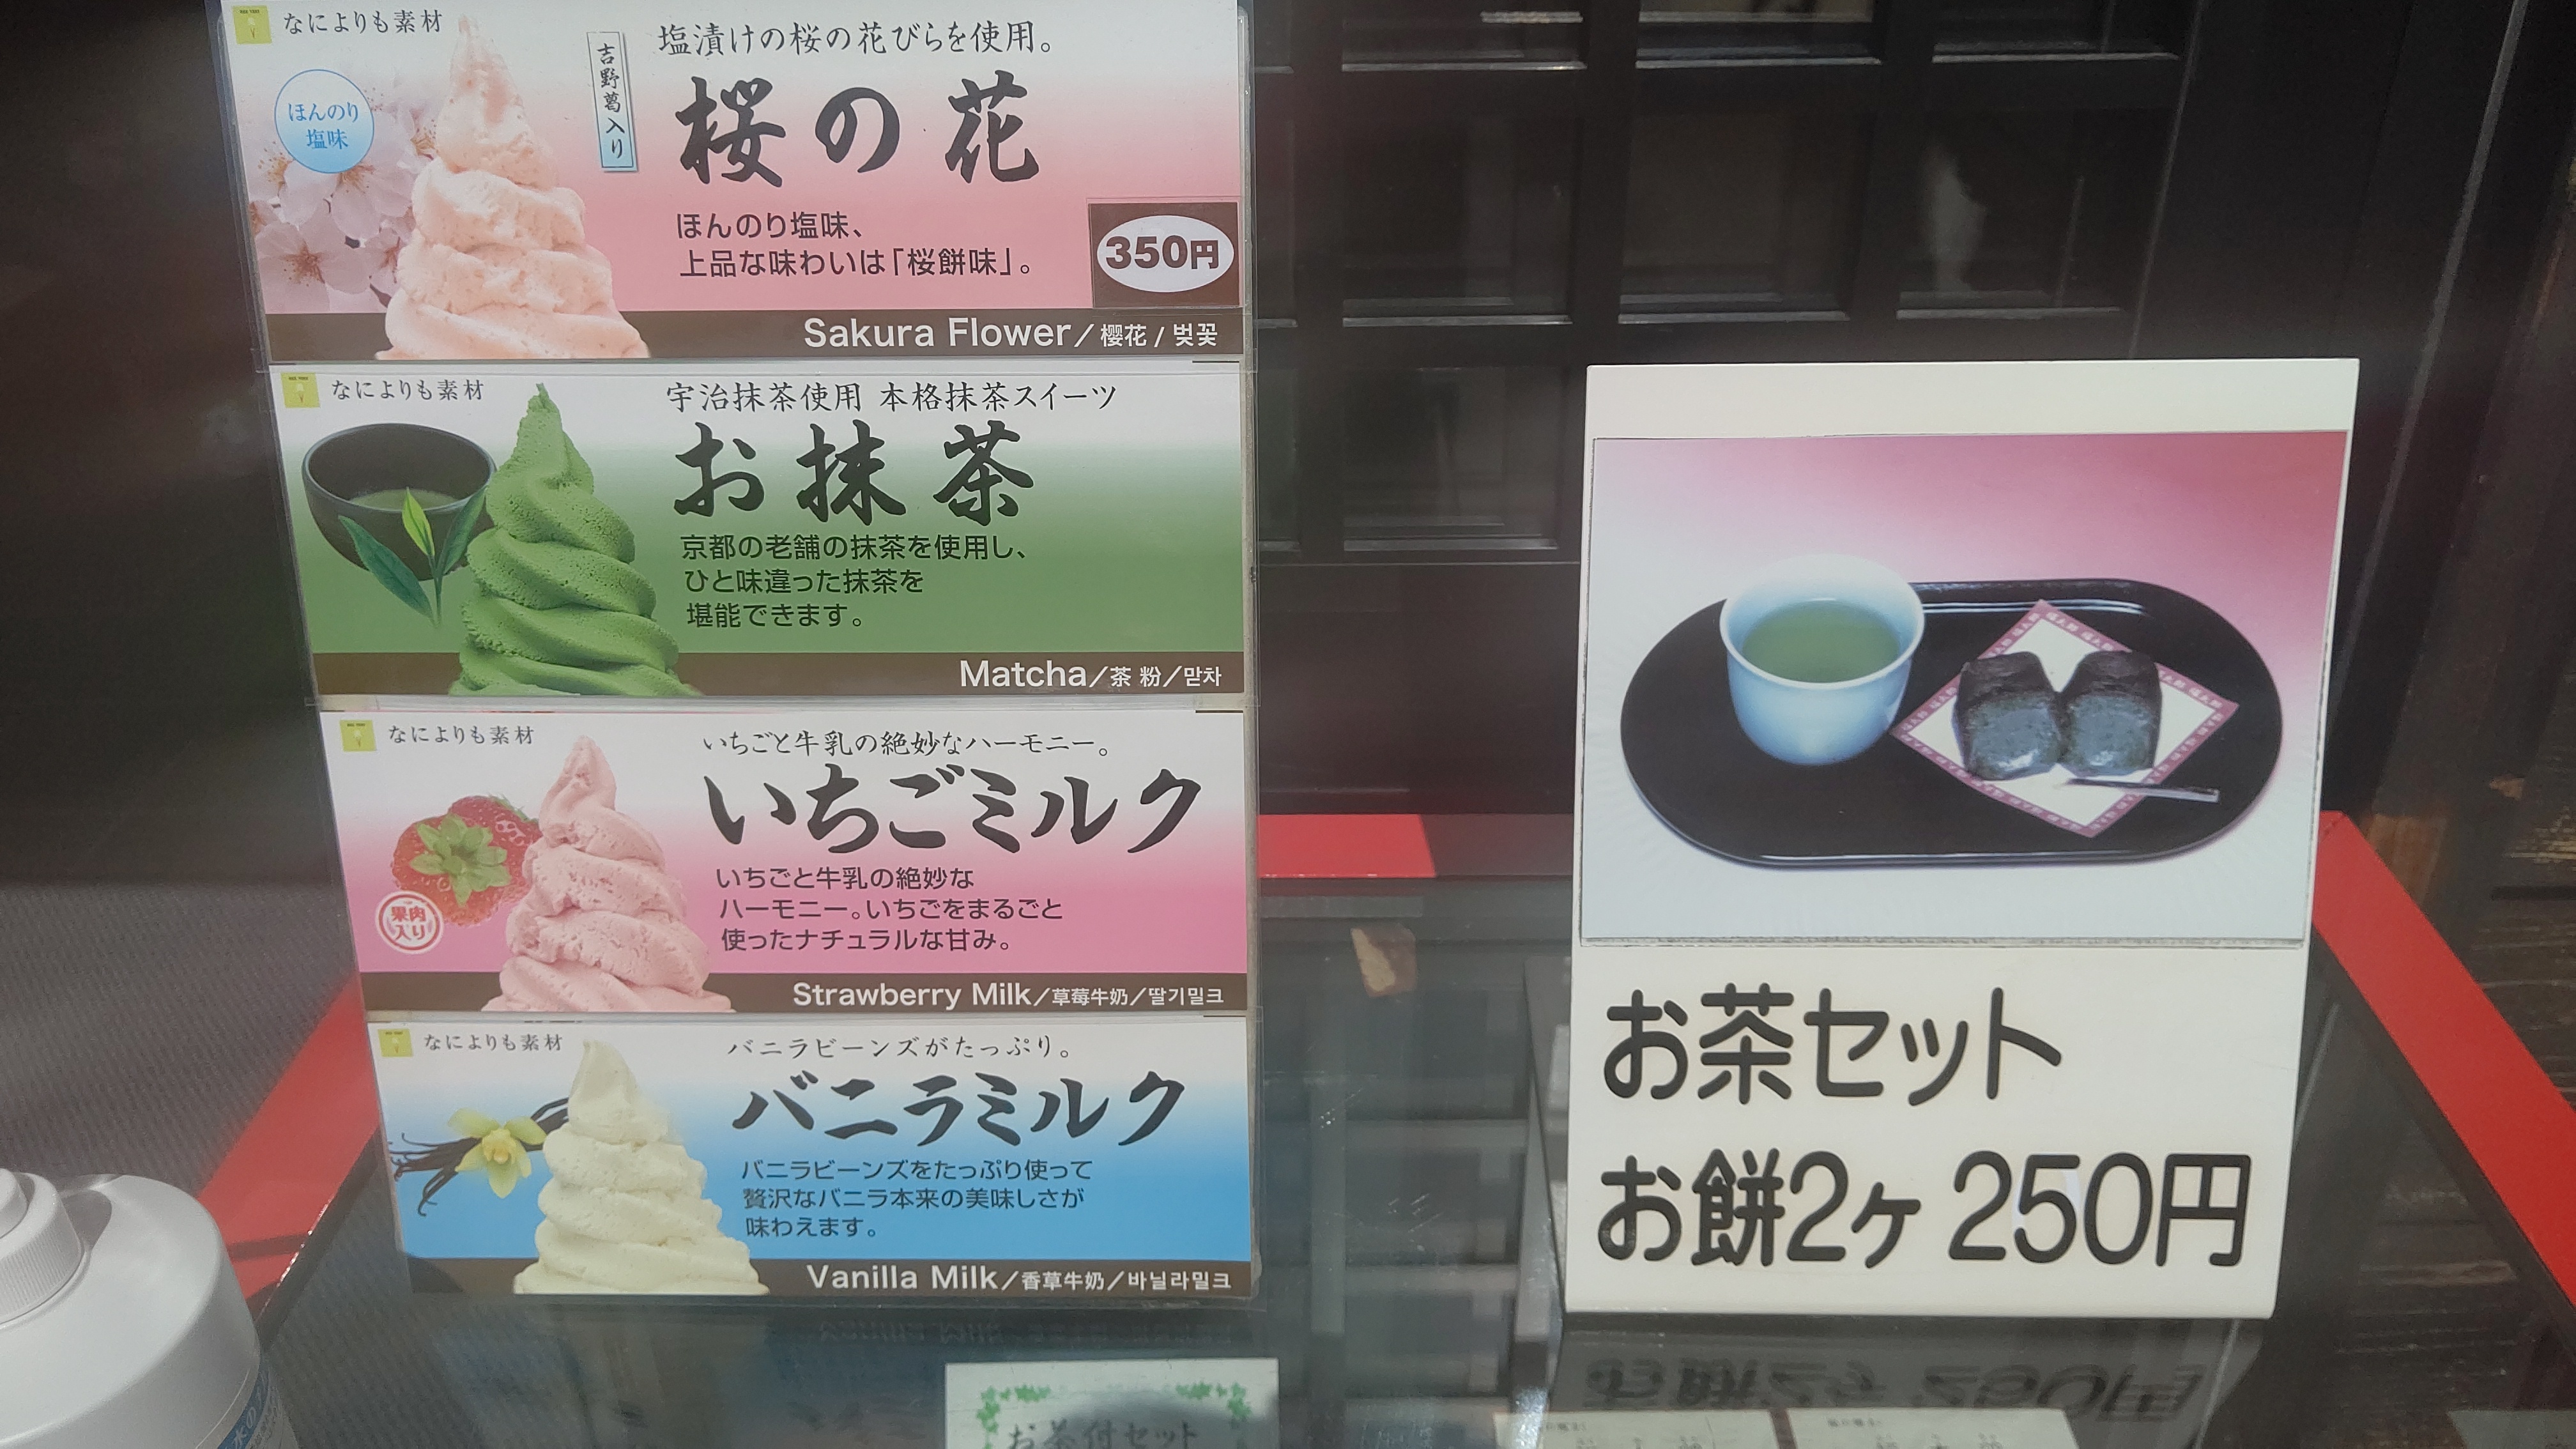 なによりも素材
ほんのり
塩味
吉野葛入り
塩漬けの桜の花びらを使用。
桜の花
ほんのり塩味、
上品な味わいは「桜餅味」。
350円
Sakura Flower／樱花 / 벚꽃
なによりも素材
宇治抹茶使用 本格抹茶スイーツ
お抹茶
京都の老舗の抹茶を使用し、
ひと味違った抹茶を
堪能できます。
Matcha／茶 粉／맏차
なによりも素材
いちごと牛乳の絶妙なハーモニー。
いちごミルク
果肉
入り
いちごと牛乳の絶妙な
ハーモニー。いちごをまるごと
使ったナチュラルな甘み。
Strawberry Milk／草莓牛奶／딸기밀크
なによりも素材
バニラビーンズがたっぷり。
バニラミルク
バニラビーンズをたっぷり使って
贅沢なバニラ本来の美味しさが
味わえます。
Vanilla Milk／香草牛奶／바닐라밀크
お茶セット
お餅2ヶ 250円
お茶付セット